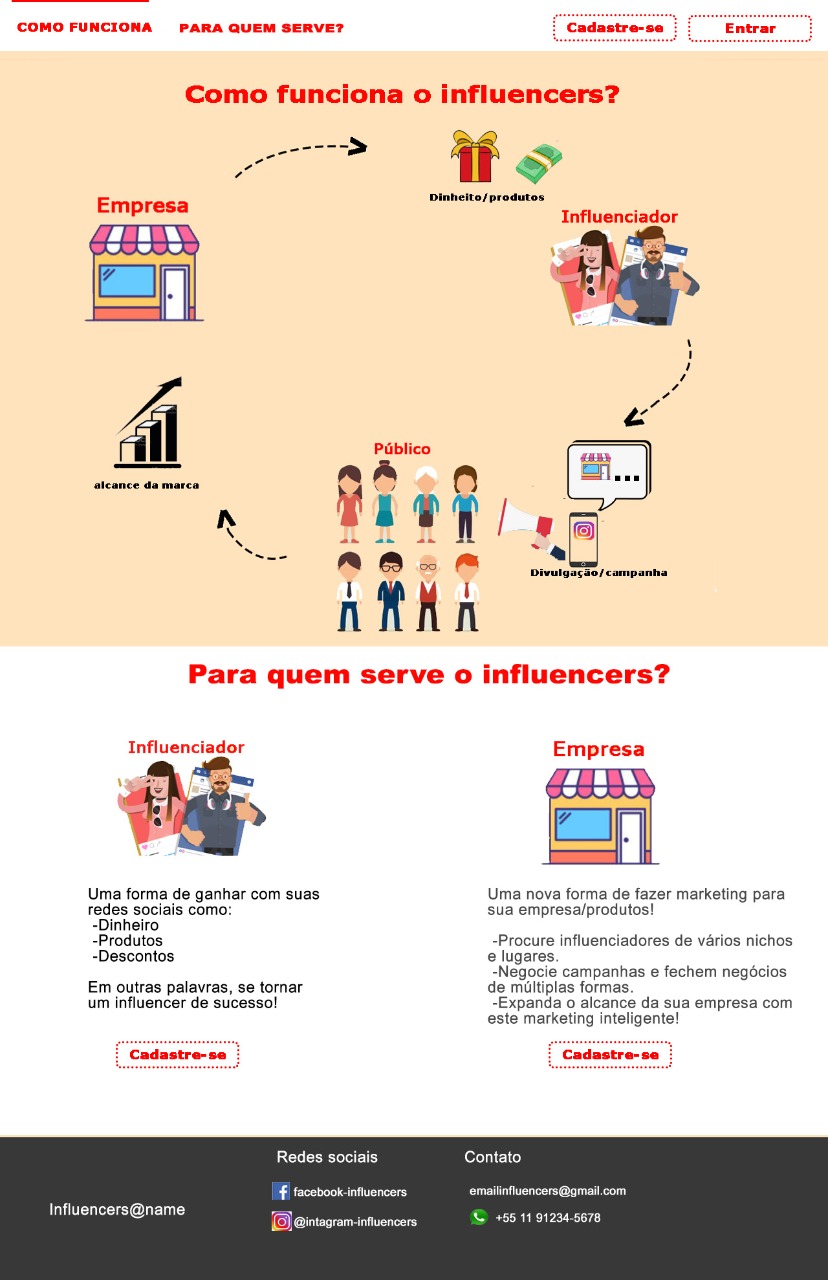 COMO FUNCIONA
PARA QUEM SERVE?
Cadastre-se
Entrar
Como funciona o influencers?
Dinheito/produtos
Empresa
Influenciador
alcance da marca
Público
Divulgação/campanha
Para quem serve o influencers?
Influenciador
Uma forma de ganhar com suas
redes sociais como:
-Dinheiro
-Produtos
-Descontos
Em outras palavras, se tornar
um influencer de sucesso!
Cadastre-se
Empresa
Uma nova forma de fazer marketing para
sua empresa/produtos!
-Procure influenciadores de vários nichos
e lugares.
-Negocie campanhas e fechem negócios
de múltiplas formas.
-Expanda o alcance da sua empresa com
este marketing inteligente!
Cadastre-se
Influencers@name
Redes sociais
facebook-influencers
@intagram-influencers
Contato
emailinfluencers@gmail.com
+55 11 91234-5678